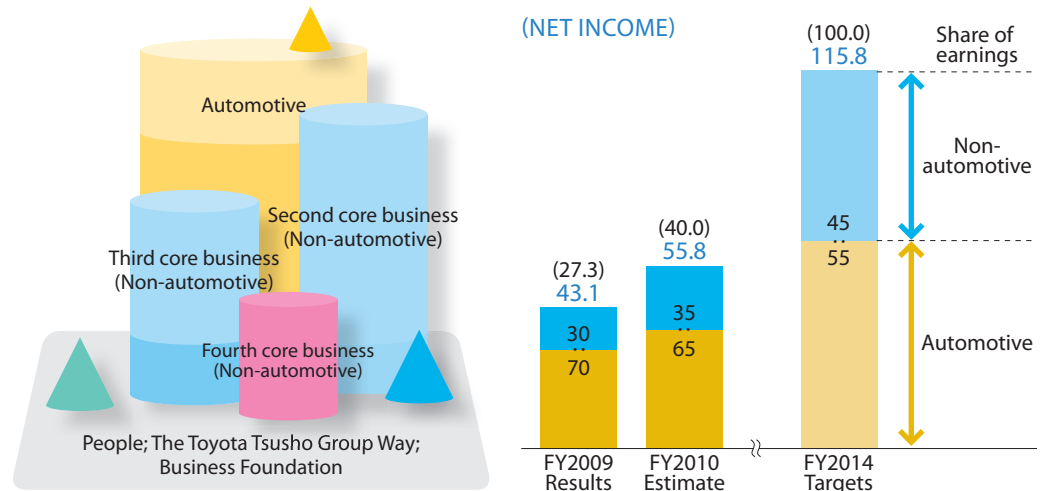 Automotive
Second core business
(Non-automotive)
Third core business
(Non-automotive)
Fourth core business
(Non-automotive)
People; The Toyota Tsusho Group Way;
Business Foundation
(NET INCOME)
(27.3)
43.1
30
:
70
(40.0)
55.8
35
:
65
(100.0)
115.8
45
:
55
Share of
earnings
Non-
automotive
Automotive
FY2009
Results
FY2010
Estimate
FY2014
Targets